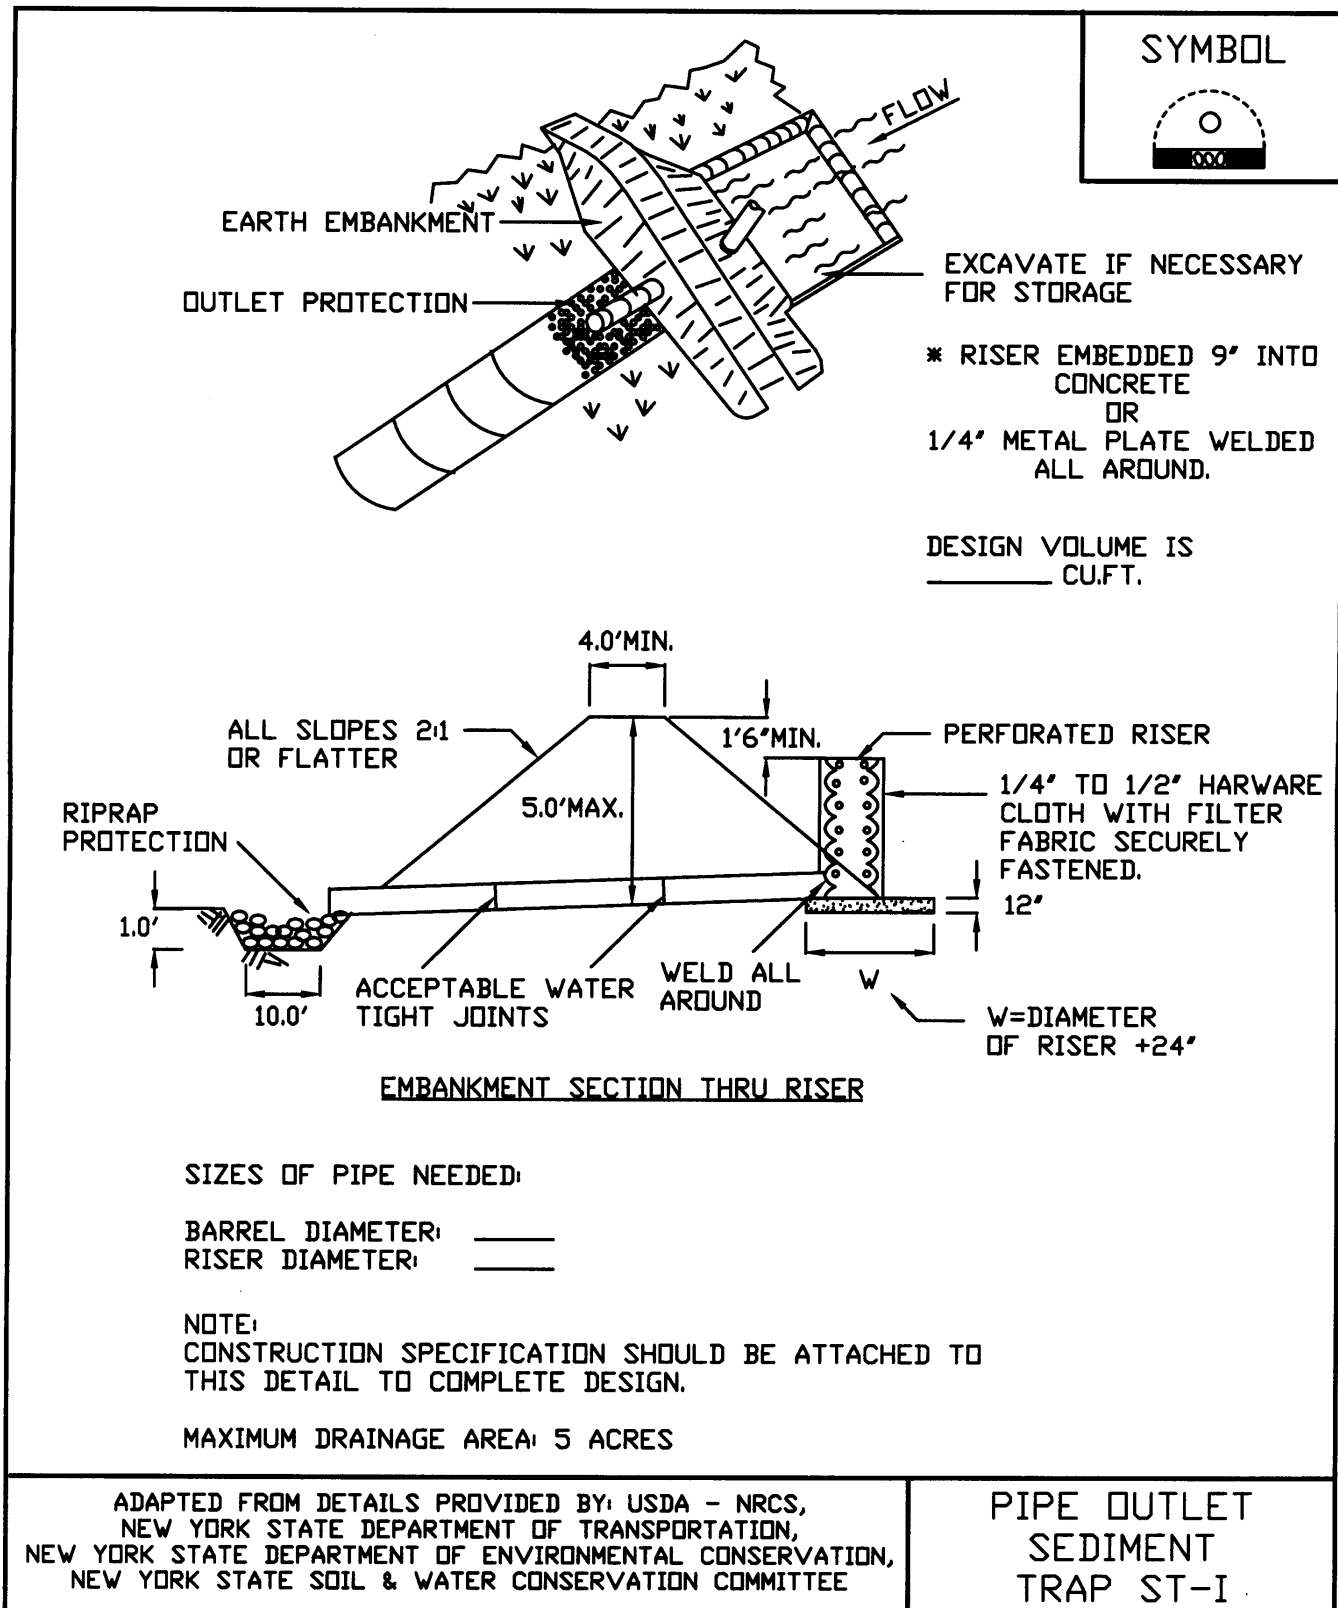 SYMBOL
FLOW
EARTH EMBANKMENT
OUTLET PROTECTION
EXCAVATE IF NECESSARY
FOR STORAGE
* RISER EMBEDDED 9" INTO
CONCRETE
OR
1/4" METAL PLATE WELDED
ALL AROUND.
DESIGN VOLUME IS
______ CU.FT.
4.0'MIN.
ALL SLOPES 2:1
OR FLATTER
1'6"MIN.
PERFORATED RISER
5.0'MAX.
1/4" TO 1/2" HARWARE
CLOTH WITH FILTER
FABRIC SECURELY
FASTENED.
RIPRAP
PROTECTION
1.0'
12"
10.0'
ACCEPTABLE WATER
TIGHT JOINTS
WELD ALL
AROUND
W
W=DIAMETER
OF RISER +24"
EMBANKMENT SECTION THRU RISER
SIZES OF PIPE NEEDED:
BARREL DIAMETER: ____
RISER DIAMETER: ____
NOTE:
CONSTRUCTION SPECIFICATION SHOULD BE ATTACHED TO
THIS DETAIL TO COMPLETE DESIGN.
MAXIMUM DRAINAGE AREA: 5 ACRES
ADAPTED FROM DETAILS PROVIDED BY: USDA - NRCS,
NEW YORK STATE DEPARTMENT OF TRANSPORTATION,
NEW YORK STATE DEPARTMENT OF ENVIRONMENTAL CONSERVATION,
NEW YORK STATE SOIL & WATER CONSERVATION COMMITTEE
PIPE OUTLET
SEDIMENT
TRAP ST-I